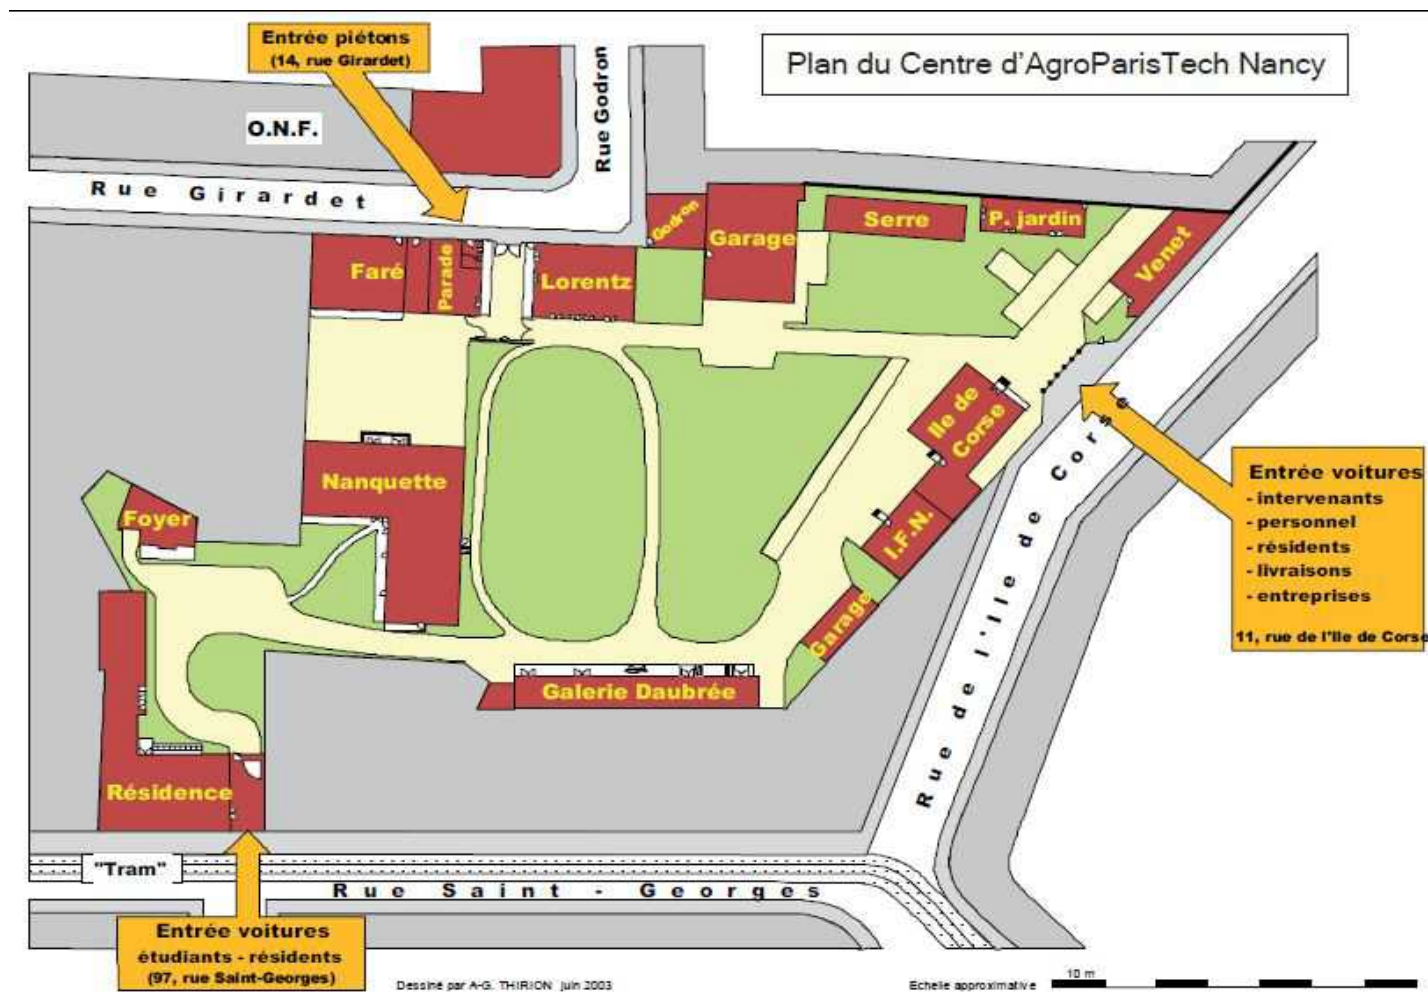 Entrée piétons
(14, rue Girardet)
Plan du Centre d'AgroParisTech Nancy
Rue Godron
O.N.F.
Rue Girardet
Godron
Garage
Serre
P. jardin
Venet
Faré
Parade
Lorentz
Ile de
Corse
Nanquette
Foyer
I.F.N.
Garage
Galerie Daubrée
Résidence
Rue de l'Ile de Corse
Entrée voitures
- intervenants
- personnel
- résidents
- livraisons
- entreprises
11, rue de l'Ile de Corse
"Tram"
Rue Saint - Georges
Entrée voitures
étudiants - résidents
(97, rue Saint-Georges)
Dessiné par A-G. THIRION juin 2003
Echelle approximative
10 m